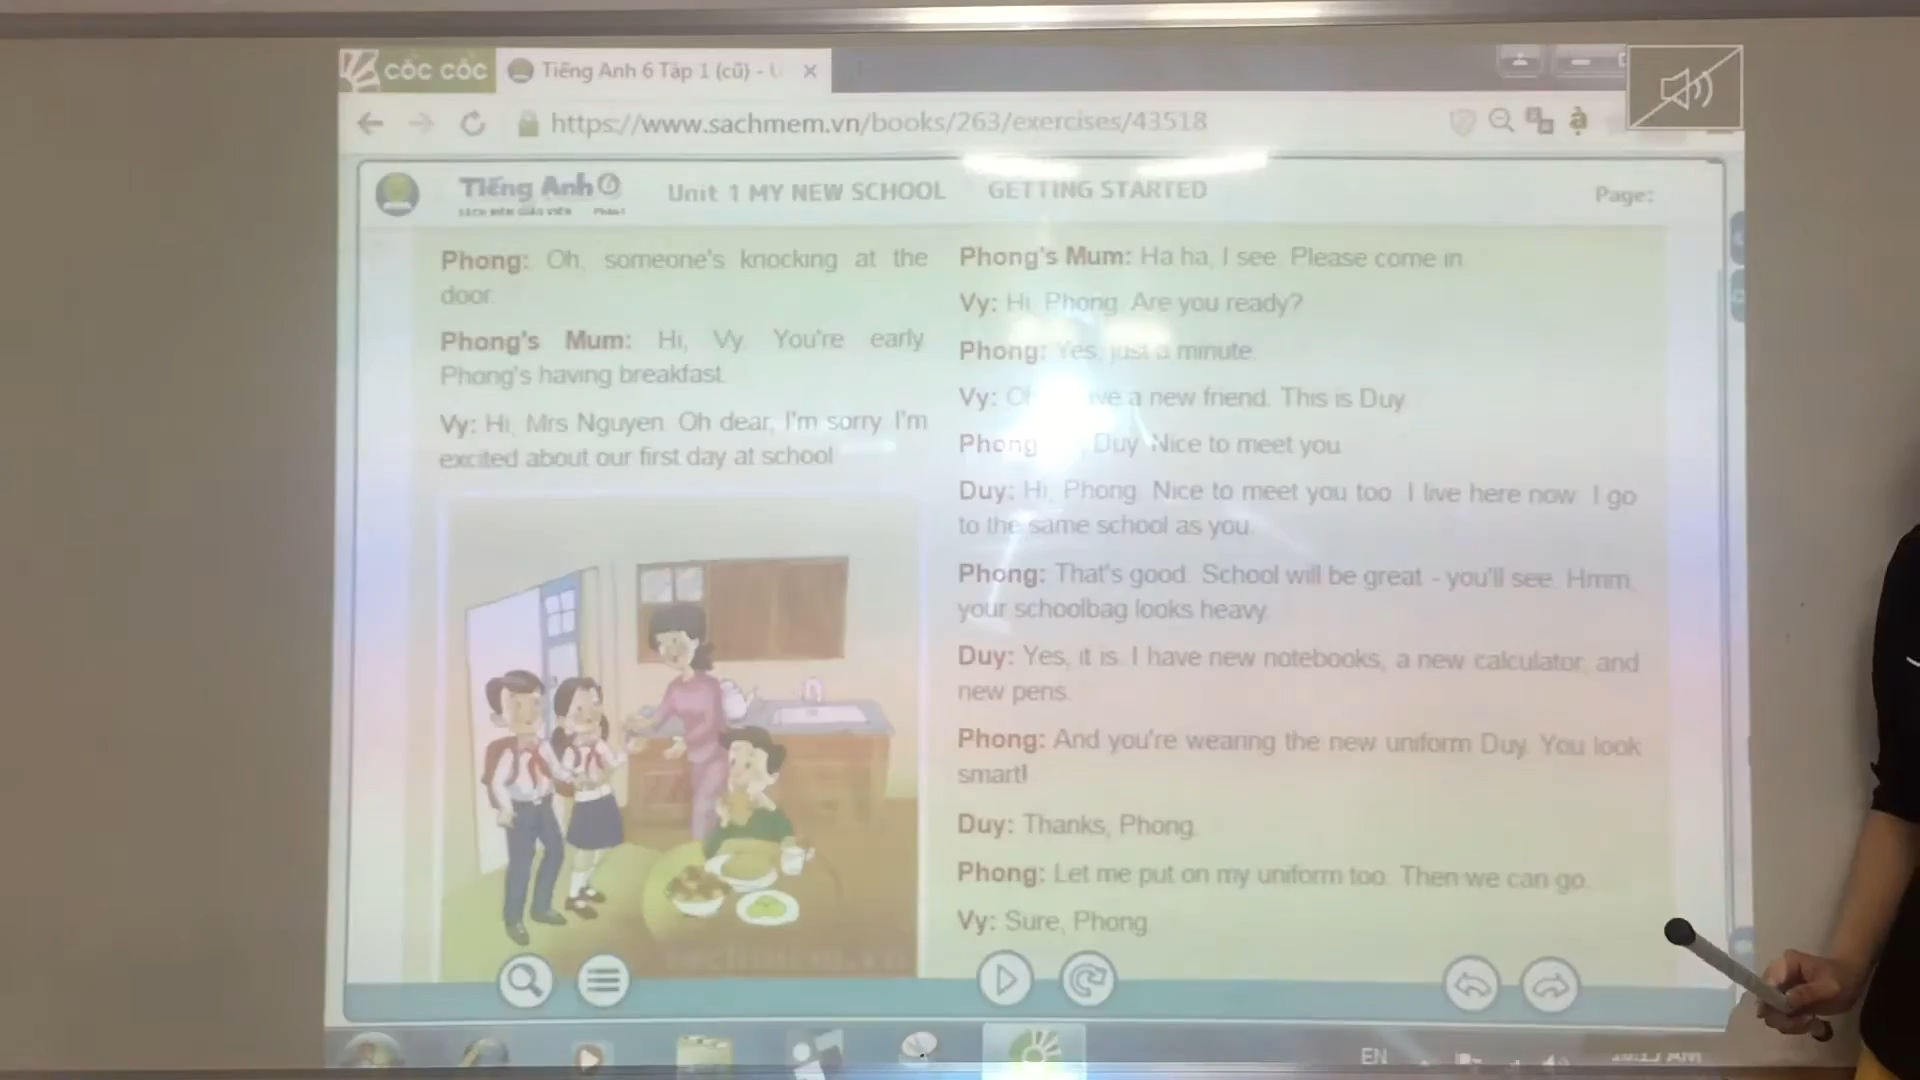 CỐC CỐC
Tiếng Anh 6 Tập 1 (cũ) - U
https://www.sachmem.vn/books/263/exercises/43518
Tiếng Anh 6
Unit 1 MY NEW SCHOOL
GETTING STARTED
Page:
Phong: Oh, someone's knocking at the
door.
Phong's Mum: Hi, Vy. You're early.
Phong's having breakfast.
Vy: Hi, Mrs Nguyen. Oh dear, I'm sorry. I'm
excited about our first day at school.
Phong's Mum: Ha ha, I see. Please come in.
Vy: Hi, Phong. Are you ready?
Phong: Yes, just a minute.
Vy: a new friend. This is Duy.
Phong Duy. Nice to meet you.
Duy: Hi, Phong. Nice to meet you too. I live here now. I go
to the same school as you.
Phong: That's good. School will be great - you'll see. Hmm,
your schoolbag looks heavy.
Duy: Yes, it is. I have new notebooks, a new calculator, and
new pens.
Phong: And you're wearing the new uniform Duy. You look
smart!
Duy: Thanks, Phong.
Phong: Let me put on my uniform too. Then we can go.
Vy: Sure, Phong.
sachmem.vn
EN